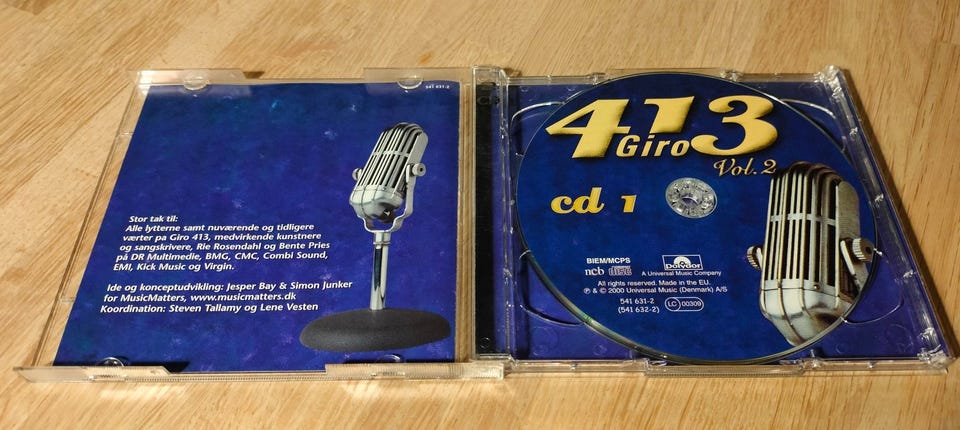 541 631-2
Stor tak til:
Alle lytterne samt nuværende og tidligere
værter på Giro 413, medvirkende kunstnere
og sangskrivere, Rie Rosendahl og Bente Pries
på DR Multimedie, BMG, CMC, Combi Sound,
EMI, Kick Music og Virgin.
Ide og konceptudvikling: Jesper Bay & Simon Junker
for MusicMatters, www.musicmatters.dk
Koordination: Steven Tallamy og Lene Vesten
413
Giro
Vol. 2
cd 1
BIEM/MCPS
ncb
Polydor
A Universal Music Company
All rights reserved. Made in the EU.
℗ & © 2000 Universal Music (Denmark) A/S
541 631-2
(541 632-2)
LC 00309